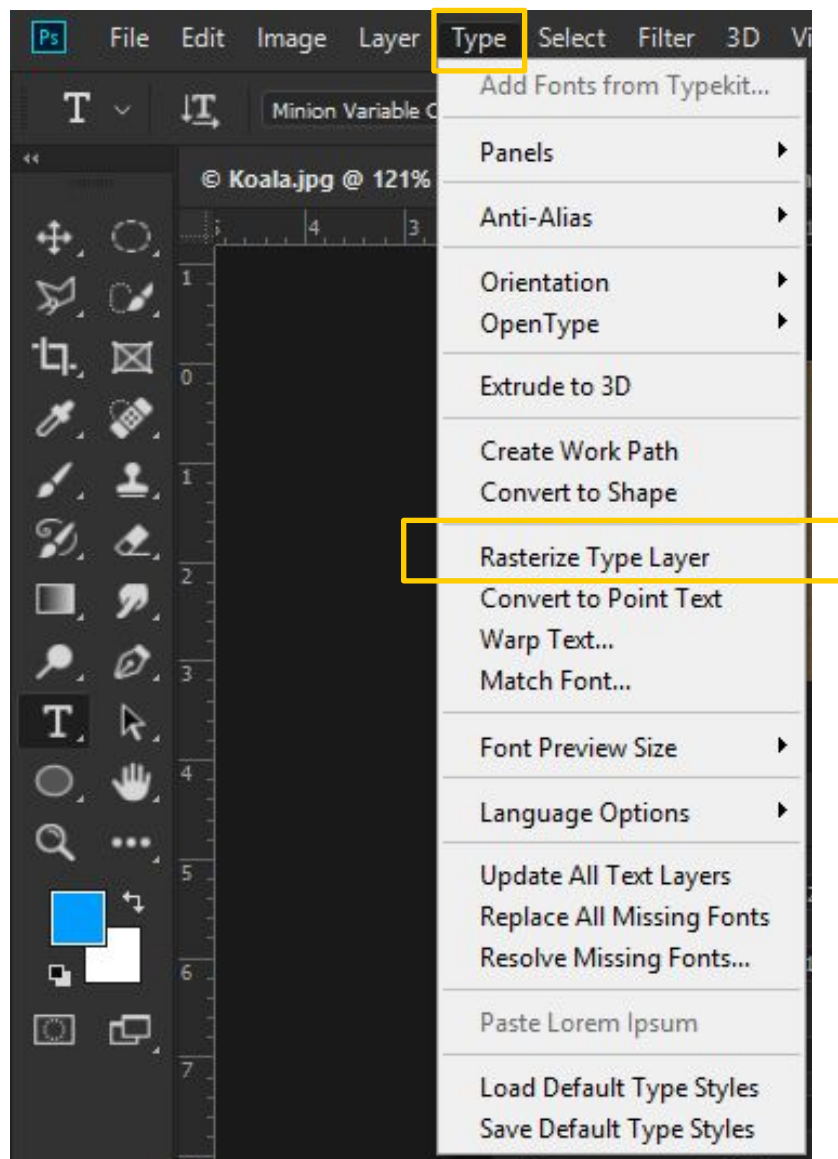 Ps File Edit Image Layer Type Select Filter 3D
T T Minion Variable
© Koala.jpg @ 121%
4 3
1
0
1
2
3
4
5
6
7
Add Fonts from Typekit...
Panels
Anti-Alias
Orientation
OpenType
Extrude to 3D
Create Work Path
Convert to Shape
Rasterize Type Layer
Convert to Point Text
Warp Text...
Match Font...
Font Preview Size
Language Options
Update All Text Layers
Replace All Missing Fonts
Resolve Missing Fonts...
Paste Lorem Ipsum
Load Default Type Styles
Save Default Type Styles